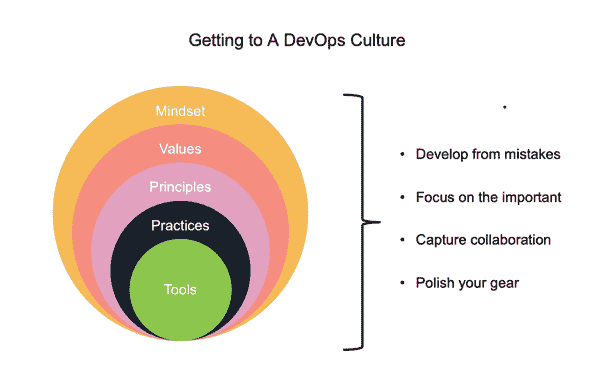 Getting to A DevOps Culture
Mindset
Values
Principles
Practices
Tools
•
• Develop from mistakes
• Focus on the important
• Capture collaboration
• Polish your gear